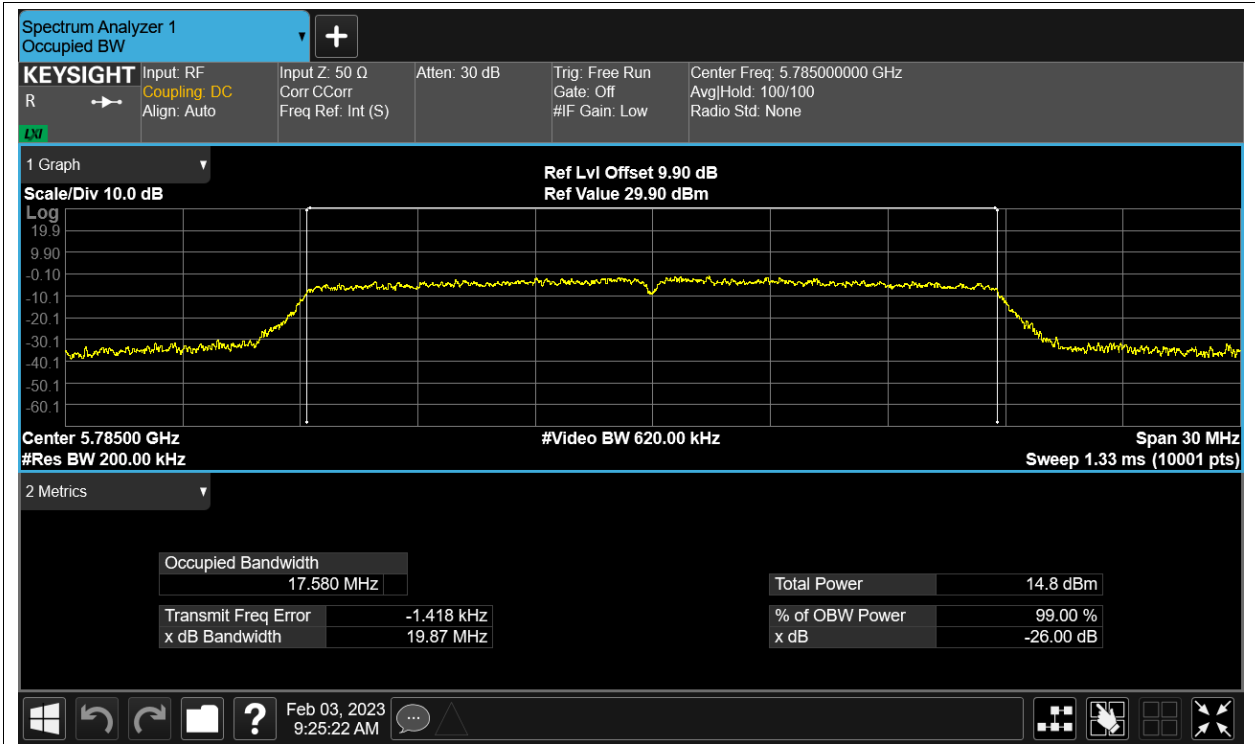 Spectrum Analyzer 1
Occupied BW
KEYSIGHT
R
LXI
Input: RF
Coupling: DC
Align: Auto
Input Z: 50 Ω
Corr CCorr
Freq Ref: Int (S)
Atten: 30 dB
Trig: Free Run
Gate: Off
#IF Gain: Low
Center Freq: 5.785000000 GHz
Avg|Hold: 100/100
Radio Std: None
1 Graph
Scale/Div 10.0 dB
Ref Lvl Offset 9.90 dB
Ref Value 29.90 dBm
Log
19.9
9.90
-0.10
-10.1
-20.1
-30.1
-40.1
-50.1
-60.1
Center 5.78500 GHz
#Res BW 200.00 kHz
#Video BW 620.00 kHz
Span 30 MHz
Sweep 1.33 ms (10001 pts)
2 Metrics
Occupied Bandwidth
17.580 MHz
Transmit Freq Error -1.418 kHz
x dB Bandwidth 19.87 MHz
Total Power 14.8 dBm
% of OBW Power 99.00 %
x dB -26.00 dB
?
Feb 03, 2023
9:25:22 AM